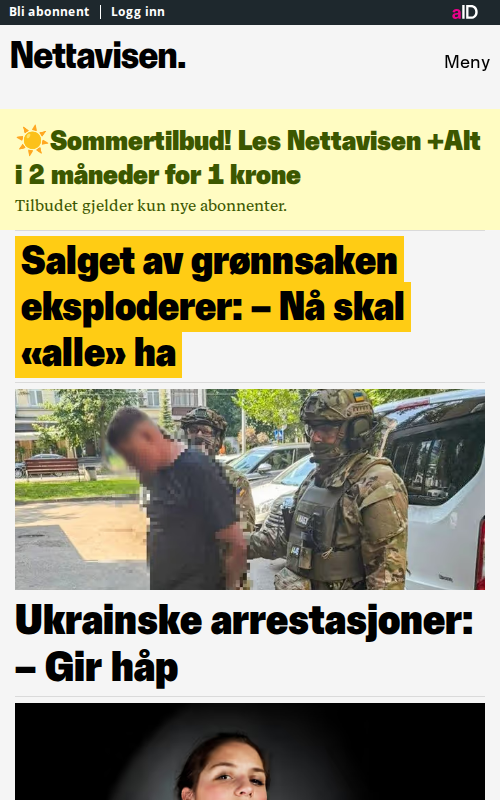 Bli abonnent
Logg inn
aID
Nettavisen.
Meny
☀️Sommertilbud! Les Nettavisen +Alt
i 2 måneder for 1 krone
Tilbudet gjelder kun nye abonnenter.
Salget av grønnsaken
eksploderer: – Nå skal
«alle» ha
Ukrainske arrestasjoner:
– Gir håp